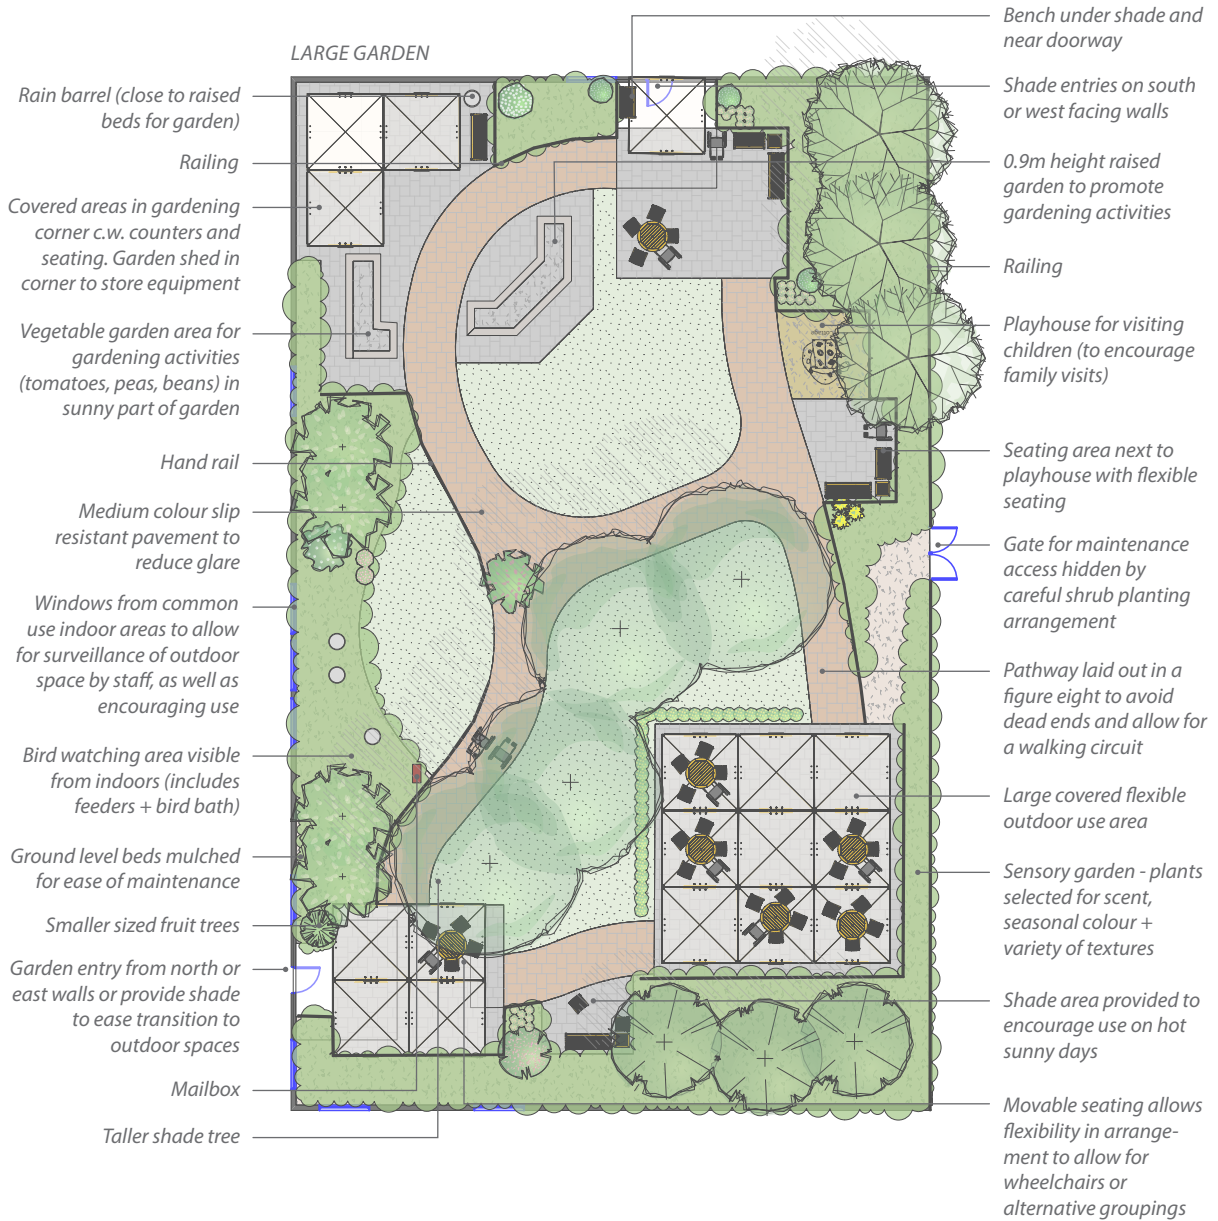 LARGE GARDEN
Rain barrel (close to raised
beds for garden)
Railing
Covered areas in gardening
corner c.w. counters and
seating. Garden shed in
corner to store equipment
Vegetable garden area for
gardening activities
(tomatoes, peas, beans) in
sunny part of garden
Hand rail
Medium colour slip
resistant pavement to
reduce glare
Windows from common
use indoor areas to allow
for surveillance of outdoor
space by staff, as well as
encouraging use
Bird watching area visible
from indoors (includes
feeders + bird bath)
Ground level beds mulched
for ease of maintenance
Smaller sized fruit trees
Garden entry from north or
east walls or provide shade
to ease transition to
outdoor spaces
Mailbox
Taller shade tree
Bench under shade and
near doorway
Shade entries on south
or west facing walls
0.9m height raised
garden to promote
gardening activities
Railing
Playhouse for visiting
children (to encourage
family visits)
Seating area next to
playhouse with flexible
seating
Gate for maintenance
access hidden by
careful shrub planting
arrangement
Pathway laid out in a
figure eight to avoid
dead ends and allow for
a walking circuit
Large covered flexible
outdoor use area
Sensory garden - plants
selected for scent,
seasonal colour +
variety of textures
Shade area provided to
encourage use on hot
sunny days
Movable seating allows
flexibility in arrange-
ment to allow for
wheelchairs or
alternative groupings